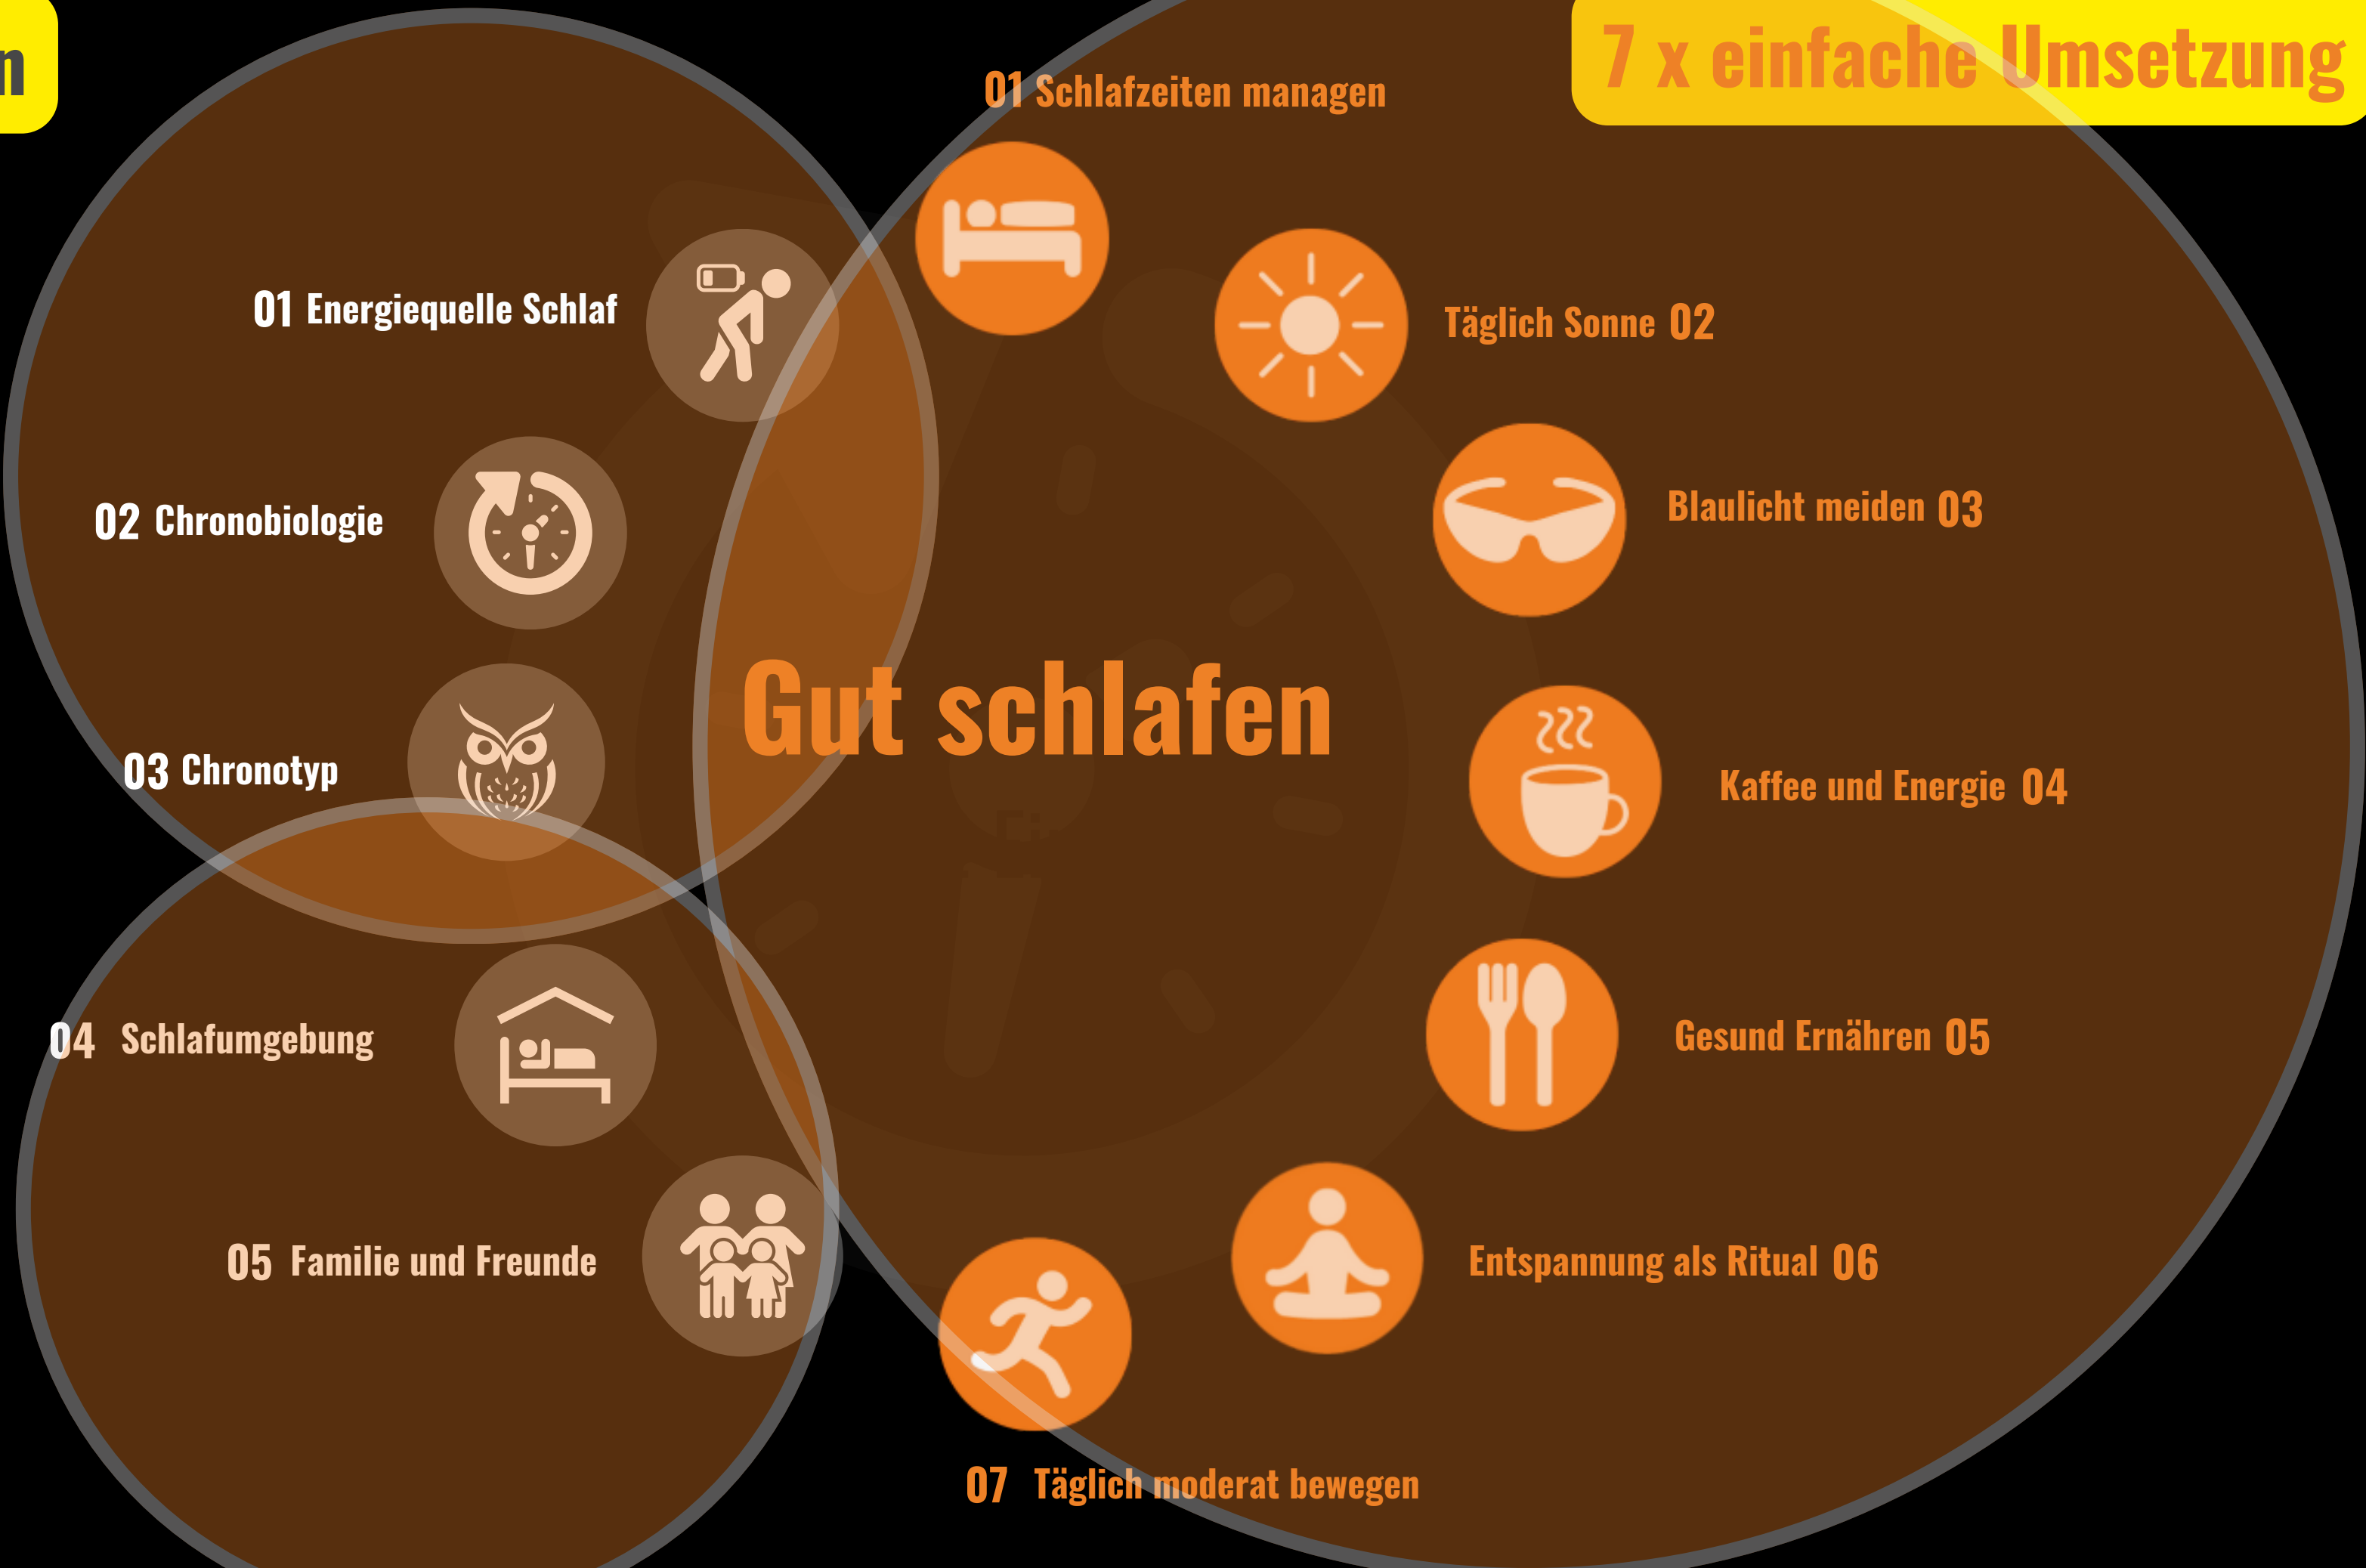 n
7 x einfache Umsetzung
01 Schlafzeiten managen
01 Energiequelle Schlaf
Täglich Sonne 02
02 Chronobiologie
Blaulicht meiden 03
Gut schlafen
03 Chronotyp
Kaffee und Energie 04
04 Schlafumgebung
Gesund Ernähren 05
05 Familie und Freunde
Entspannung als Ritual 06
07 Täglich moderat bewegen